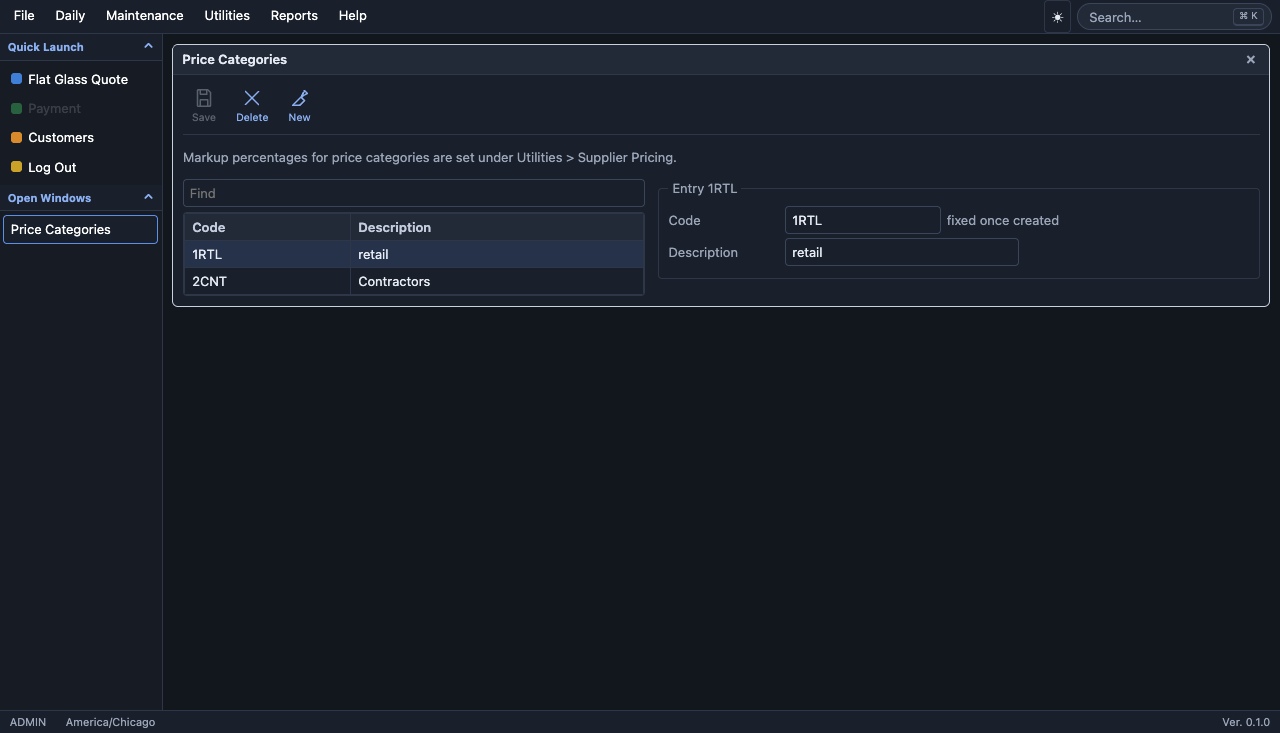 File Daily Maintenance Utilities Reports Help Search... ⌘ K
Quick Launch
Flat Glass Quote
Payment
Customers
Log Out
Open Windows
Price Categories
Price Categories
Save Delete New
Markup percentages for price categories are set under Utilities > Supplier Pricing.
Find
Code Description
1RTL retail
2CNT Contractors
Entry 1RTL
Code 1RTL fixed once created
Description retail
ADMIN America/Chicago Ver. 0.1.0